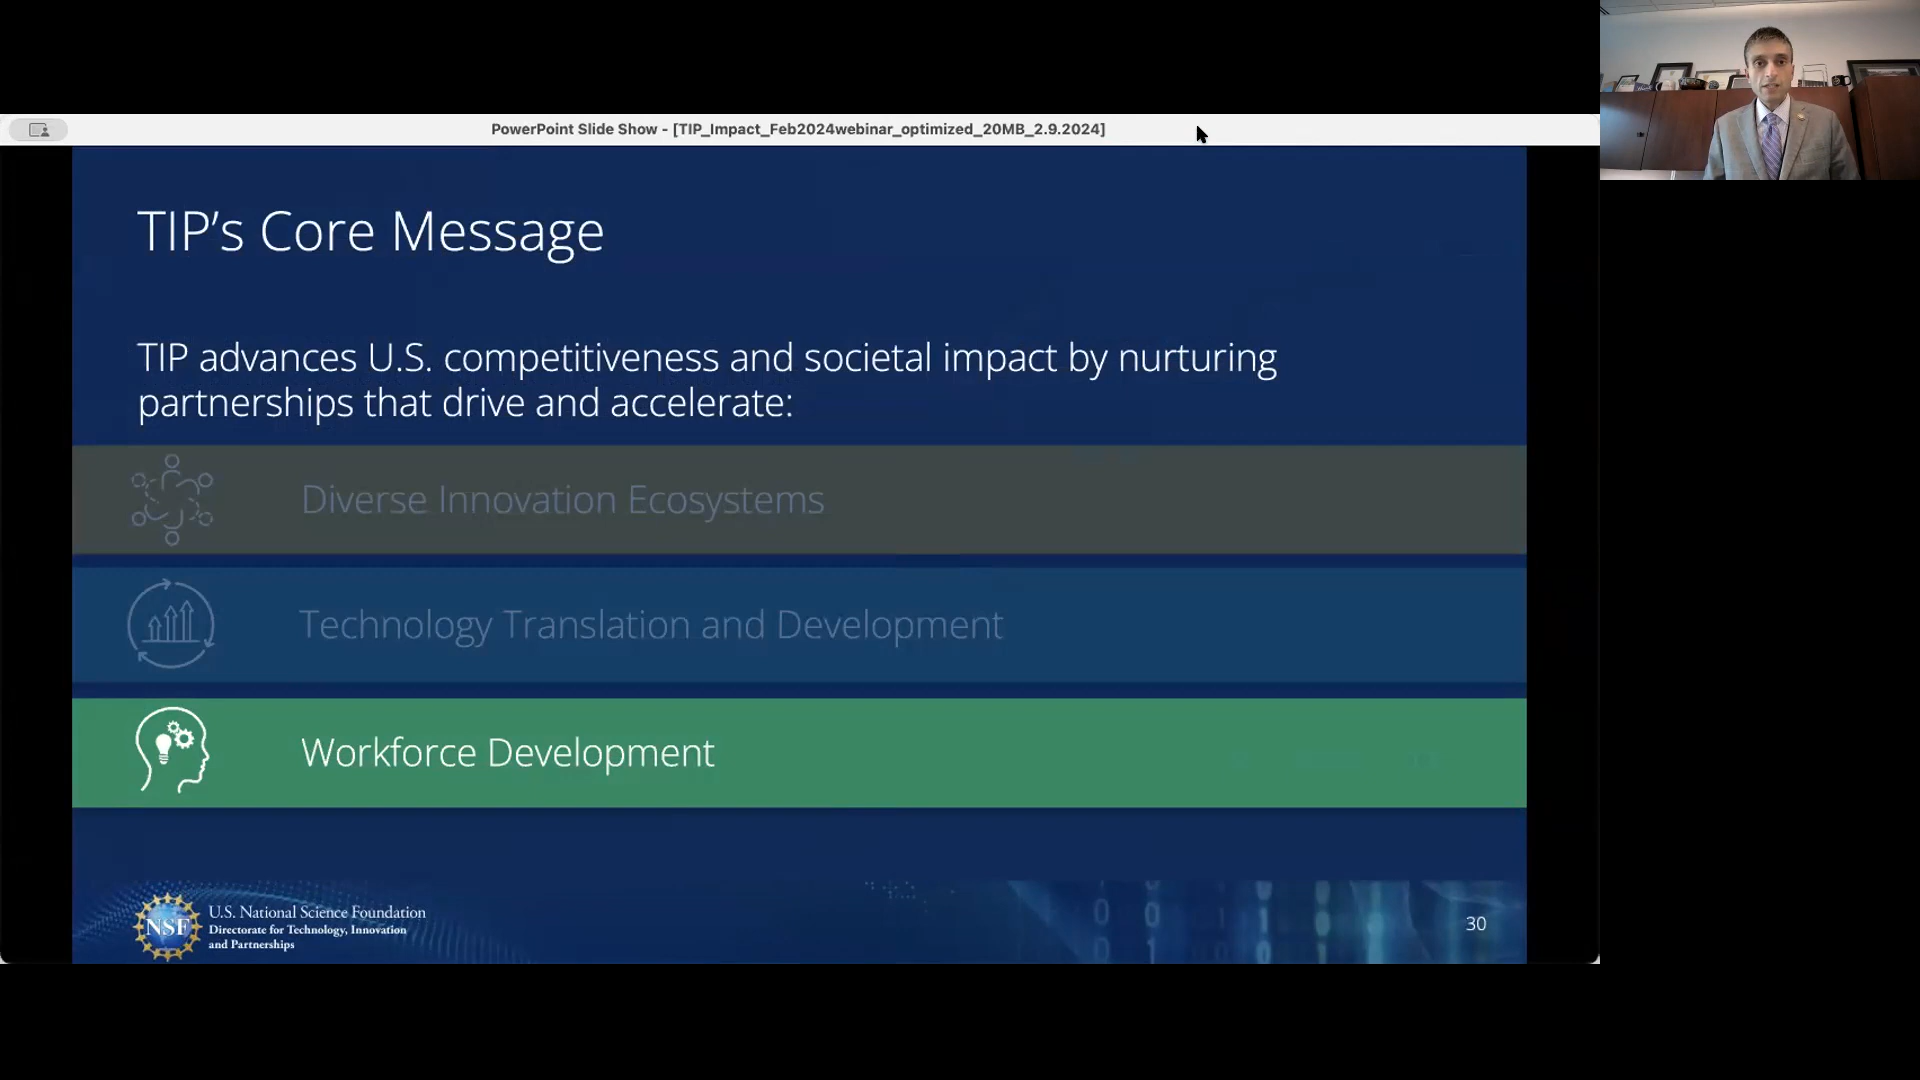 PowerPoint Slide Show - [TIP_Impact_Feb2024webinar_optimized_20MB_2.9.2024]
TIP’s Core Message
TIP advances U.S. competitiveness and societal impact by nurturing
partnerships that drive and accelerate:
Diverse Innovation Ecosystems
Technology Translation and Development
Workforce Development
NSF
U.S. National Science Foundation
Directorate for Technology, Innovation
and Partnerships
30